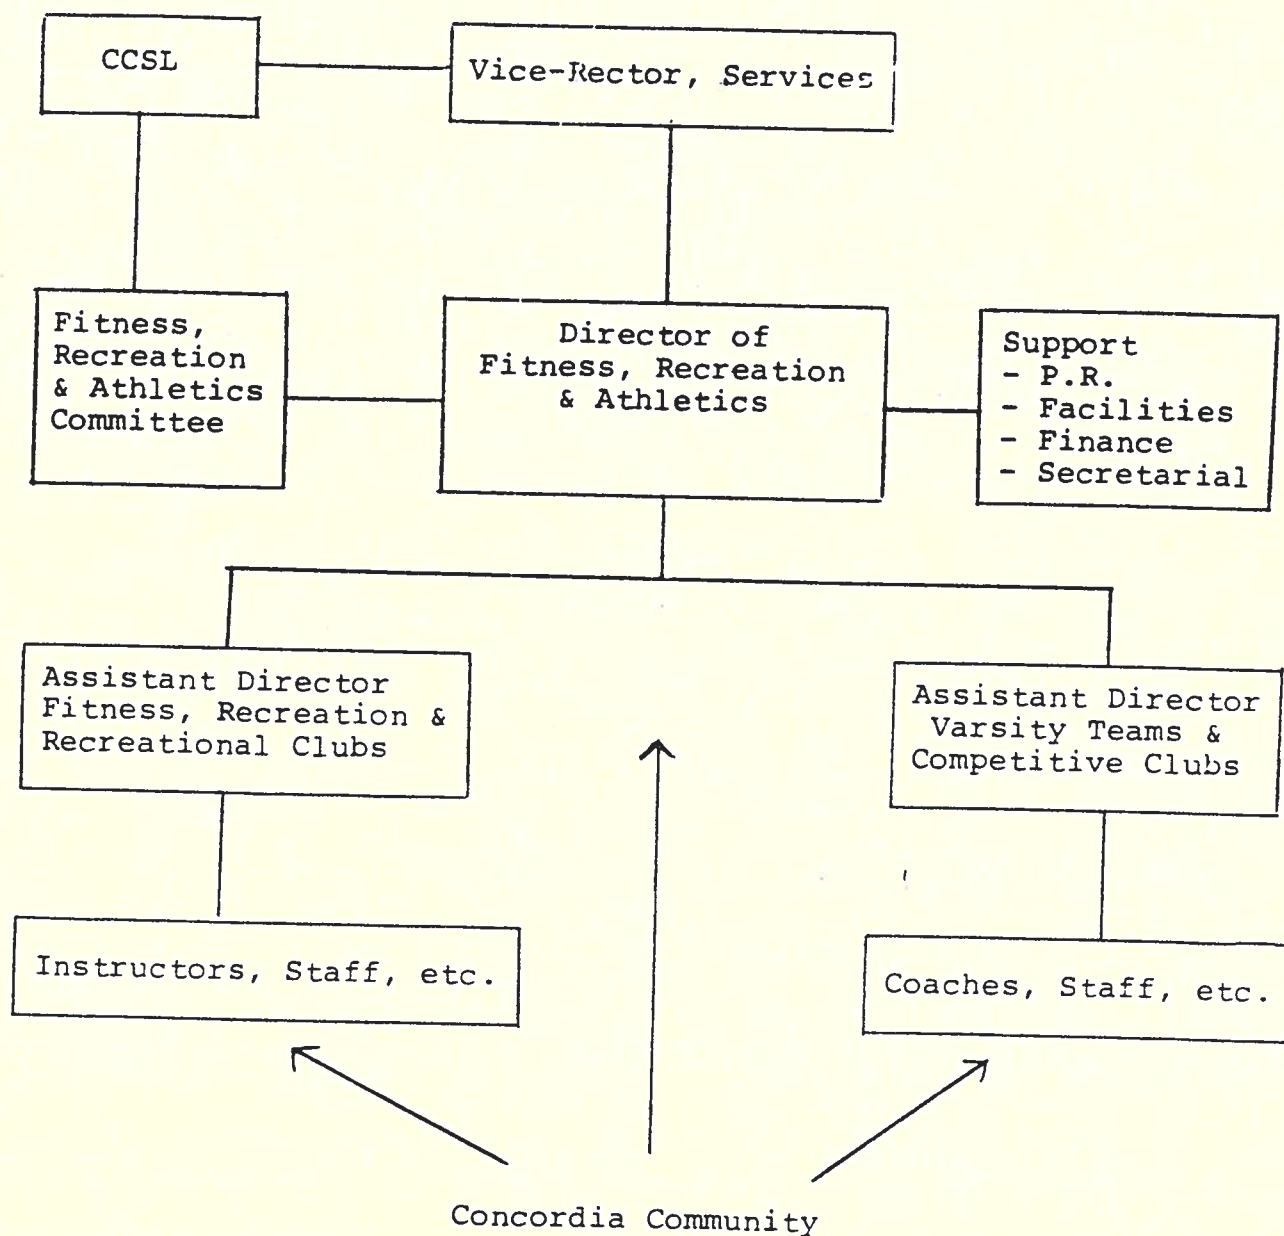 CCSL
Vice-Rector, Services
Fitness,
Recreation
& Athletics
Committee
Director of
Fitness, Recreation
& Athletics
Support
- P.R.
- Facilities
- Finance
- Secretarial
Assistant Director
Fitness, Recreation &
Recreational Clubs
Assistant Director
Varsity Teams &
Competitive Clubs
Instructors, Staff, etc.
Coaches, Staff, etc.
Concordia Community